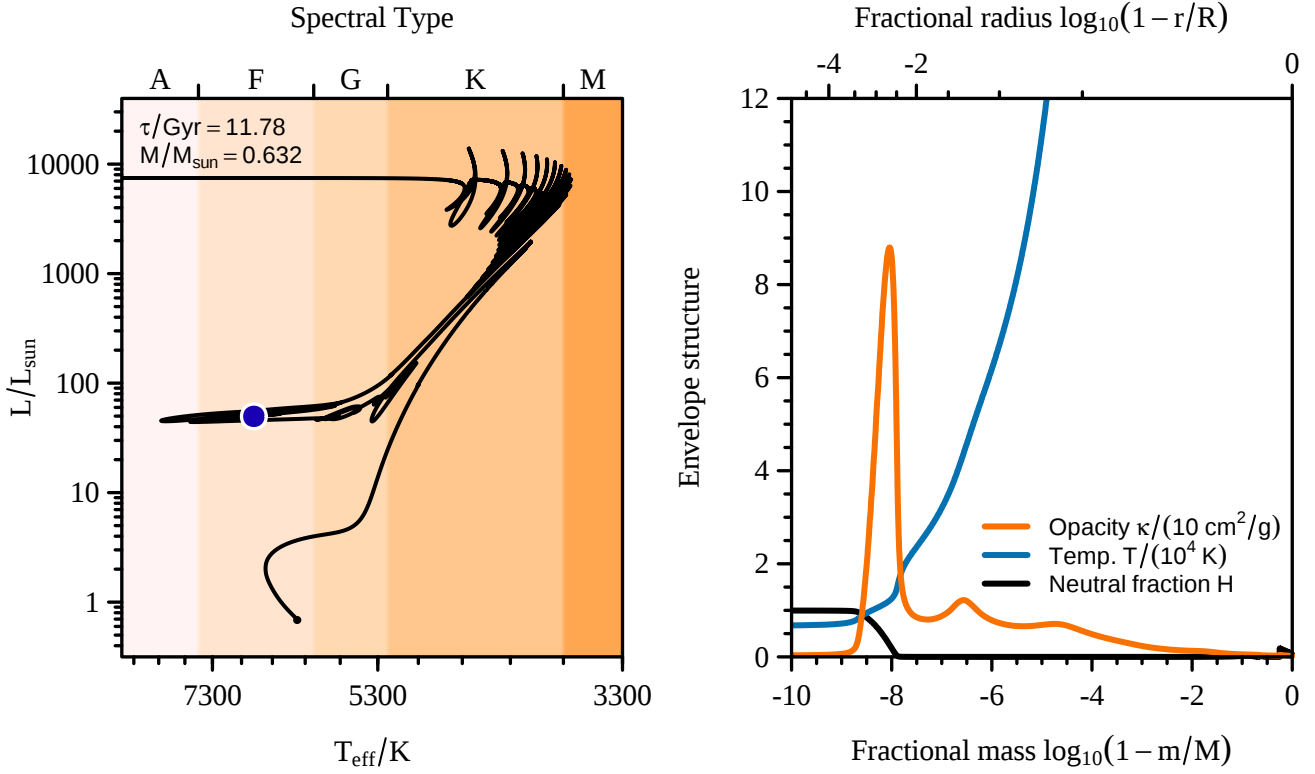 Spectral Type
A F G K M
τ/Gyr = 11.78
M/Msun = 0.632
10000
1000
100
10
1
L/Lsun
7300 5300 3300
Teff/K
Fractional radius log10(1 − r/R)
-4 -2 0
12
10
8
6
4
2
0
Envelope structure
Opacity κ/(10 cm2/g)
Temp. T/(104 K)
Neutral fraction H
-10 -8 -6 -4 -2 0
Fractional mass log10(1 − m/M)